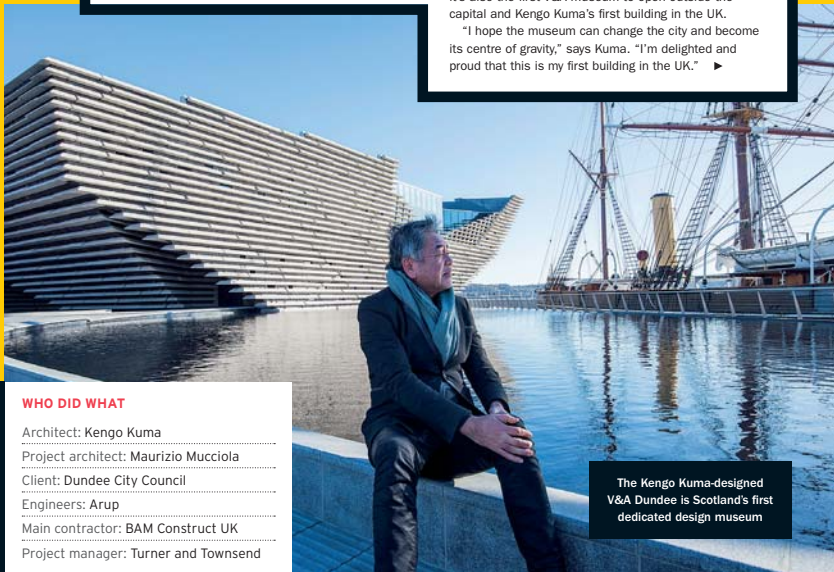 capital and Kengo Kuma's first building in the UK.
“I hope the museum can change the city and become
its centre of gravity,” says Kuma. “I'm delighted and
proud that this is my first building in the UK.” ►
WHO DID WHAT
Architect: Kengo Kuma
Project architect: Maurizio Mucciola
Client: Dundee City Council
Engineers: Arup
Main contractor: BAM Construct UK
Project manager: Turner and Townsend
The Kengo Kuma-designed
V&A Dundee is Scotland's first
dedicated design museum